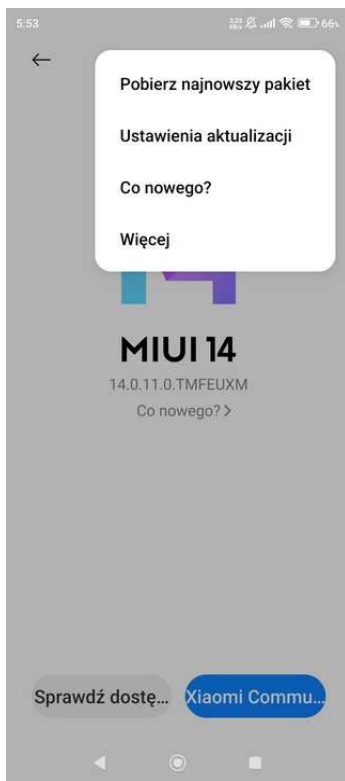 5:53
66%
Pobierz najnowszy pakiet
Ustawienia aktualizacji
Co nowego?
Więcej
MIUI 14
14.0.11.0.TMFEUXM
Co nowego? >
Sprawdź dostę...
Xiaomi Commu...